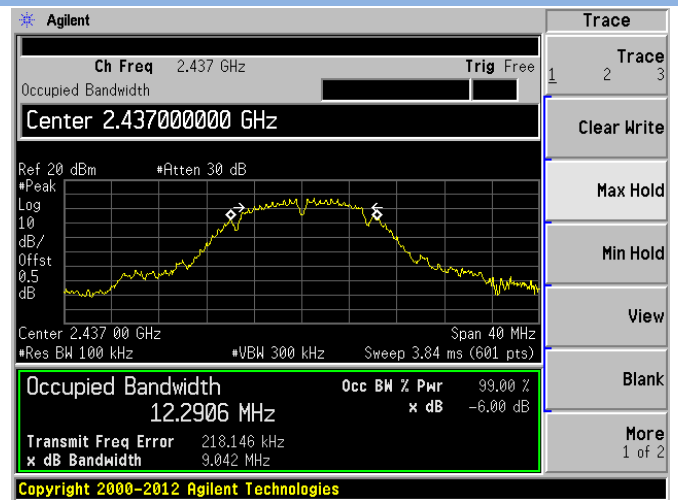 Agilent
Trace
Ch Freq 2.437 GHz Trig Free
Occupied Bandwidth
Center 2.437000000 GHz
Ref 20 dBm #Atten 30 dB
#Peak
Log
10
dB/
Offst
0.5
dB
Center 2.437 00 GHz Span 40 MHz
#Res BW 100 kHz #VBW 300 kHz Sweep 3.84 ms (601 pts)
Occupied Bandwidth Occ BW % Pwr 99.00 %
12.2906 MHz x dB -6.00 dB
Transmit Freq Error 218.146 kHz
x dB Bandwidth 9.042 MHz
Copyright 2000-2012 Agilent Technologies
Trace
1 2 3
Clear Write
Max Hold
Min Hold
View
Blank
More
1 of 2